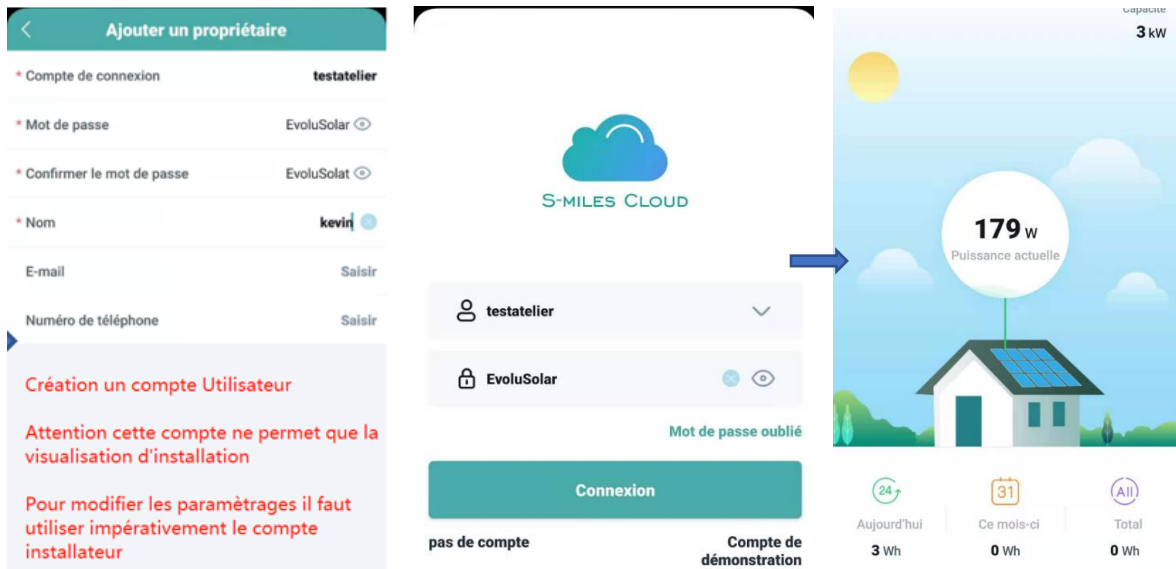 Ajouter un propriétaire
* Compte de connexion testatelier
* Mot de passe EvoluSolar
* Confirmer le mot de passe EvoluSolat
* Nom kevin
E-mail Saisir
Numéro de téléphone Saisir
Création un compte Utilisateur
Attention cette compte ne permet que la
visualisation d'installation
Pour modifier les paramètrages il faut
utiliser impérativement le compte
installateur
S-MILES CLOUD
testatelier
EvoluSolar
Mot de passe oublié
Connexion
pas de compte Compte de
démonstration
Capacité
3 kW
179 W
Puissance actuelle
24 31 All
Aujourd'hui Ce mois-ci Total
3 Wh 0 Wh 0 Wh